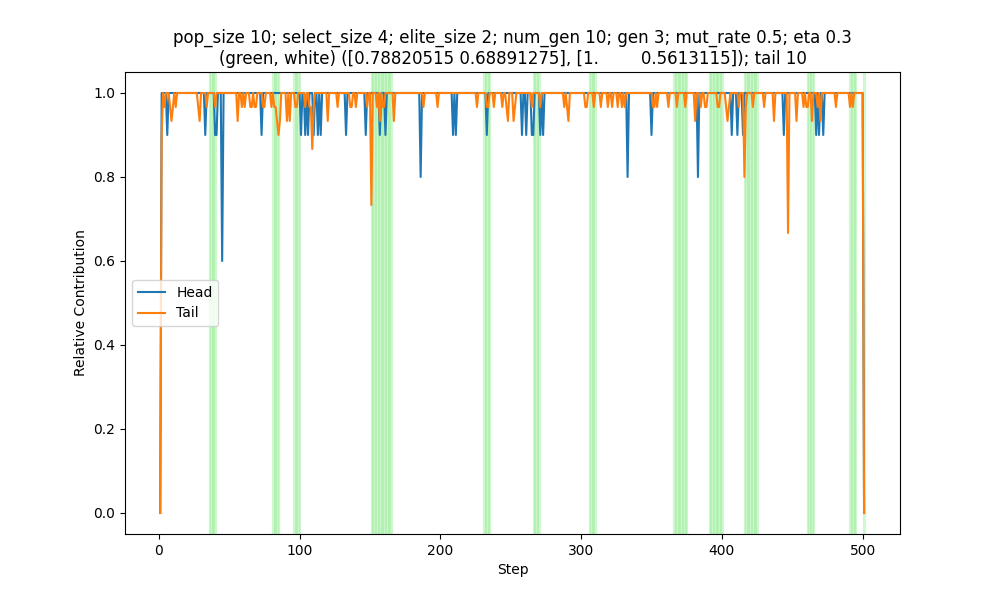 pop_size 10; select_size 4; elite_size 2; num_gen 10; gen 3; mut_rate 0.5; eta 0.3
(green, white) ([0.78820515 0.68891275], [1.        0.5613115]); tail 10
1.0
0.8
0.6
0.4
0.2
0.0
Relative Contribution
Head
Tail
0 100 200 300 400 500
Step